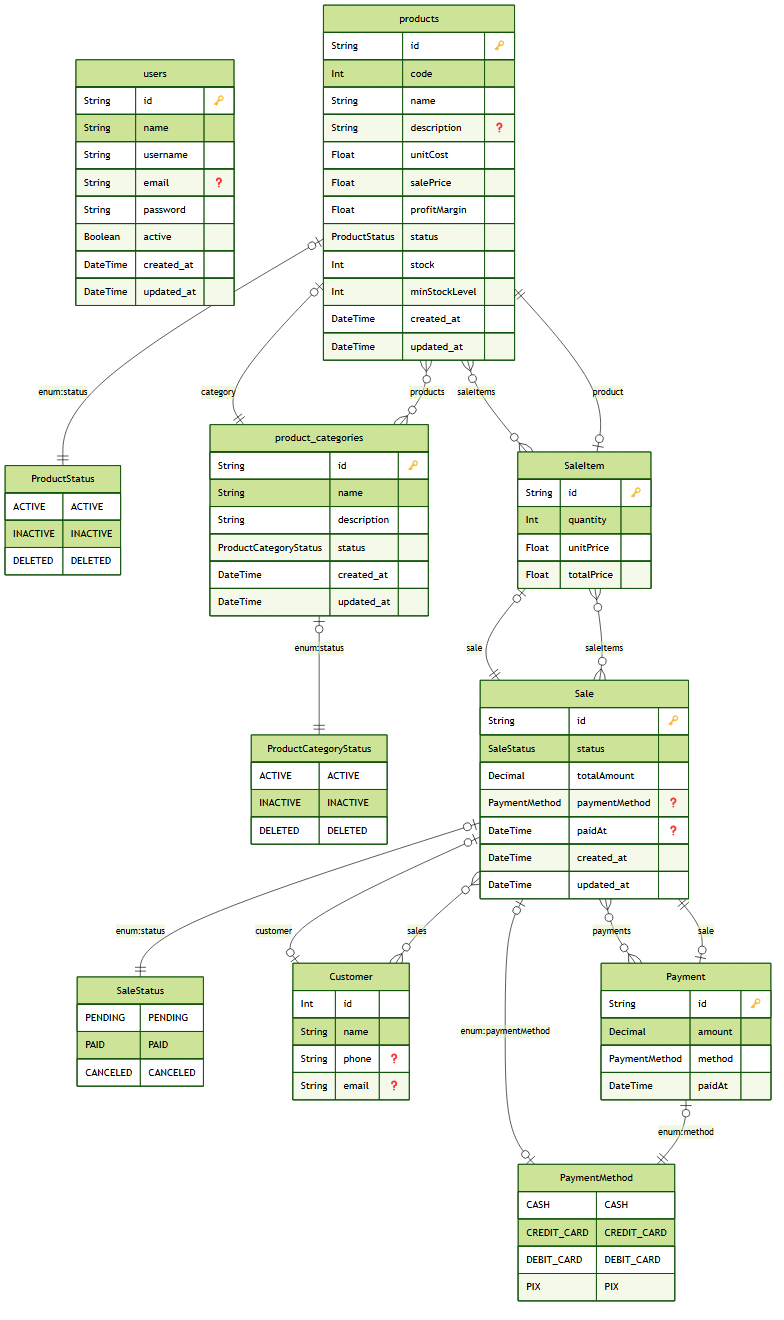 products
String id 🔑
Int code
String name
String description ❓
Float unitCost
Float salePrice
Float profitMargin
ProductStatus status
Int stock
Int minStockLevel
DateTime created_at
DateTime updated_at
users
String id 🔑
String name
String username
String email ❓
String password
Boolean active
DateTime created_at
DateTime updated_at
enum:status
category
products
saleItems
product
ProductStatus
ACTIVE ACTIVE
INACTIVE INACTIVE
DELETED DELETED
product_categories
String id 🔑
String name
String description
ProductCategoryStatus status
DateTime created_at
DateTime updated_at
SaleItem
String id 🔑
Int quantity
Float unitPrice
Float totalPrice
enum:status
sale
saleItems
ProductCategoryStatus
ACTIVE ACTIVE
INACTIVE INACTIVE
DELETED DELETED
Sale
String id 🔑
SaleStatus status
Decimal totalAmount
PaymentMethod paymentMethod ❓
DateTime paidAt ❓
DateTime created_at
DateTime updated_at
enum:status
customer
sales
payments
sale
SaleStatus
PENDING PENDING
PAID PAID
CANCELED CANCELED
Customer
Int id
String name
String phone ❓
String email ❓
enum:paymentMethod
Payment
String id 🔑
Decimal amount
PaymentMethod method
DateTime paidAt
enum:method
PaymentMethod
CASH CASH
CREDIT_CARD CREDIT_CARD
DEBIT_CARD DEBIT_CARD
PIX PIX